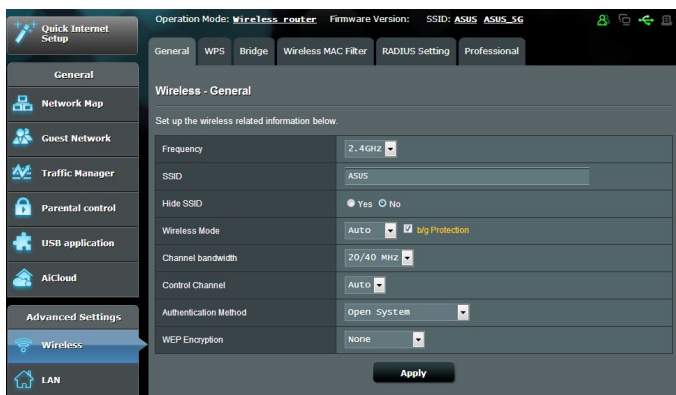 Quick Internet
Setup
Operation Mode: Wireless router Firmware Version: SSID: ASUS ASUS_5G
General WPS Bridge Wireless MAC Filter RADIUS Setting Professional
General
Network Map
Guest Network
Traffic Manager
Parental control
USB application
AiCloud
Advanced Settings
Wireless
LAN
Wireless - General
Set up the wireless related information below.
Frequency 2.4GHz
SSID ASUS
Hide SSID Yes No
Wireless Mode Auto b/g Protection
Channel bandwidth 20/40 MHz
Control Channel Auto
Authentication Method Open System
WEP Encryption None
Apply